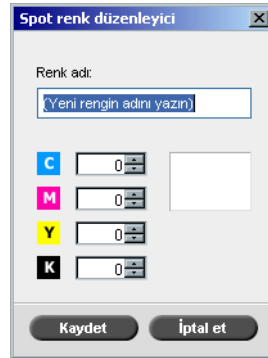 Spot renk düzenleyici
Renk adı:
(Yeni rengin adını yazın)
C 0
M 0
Y 0
K 0
Kaydet İptal et